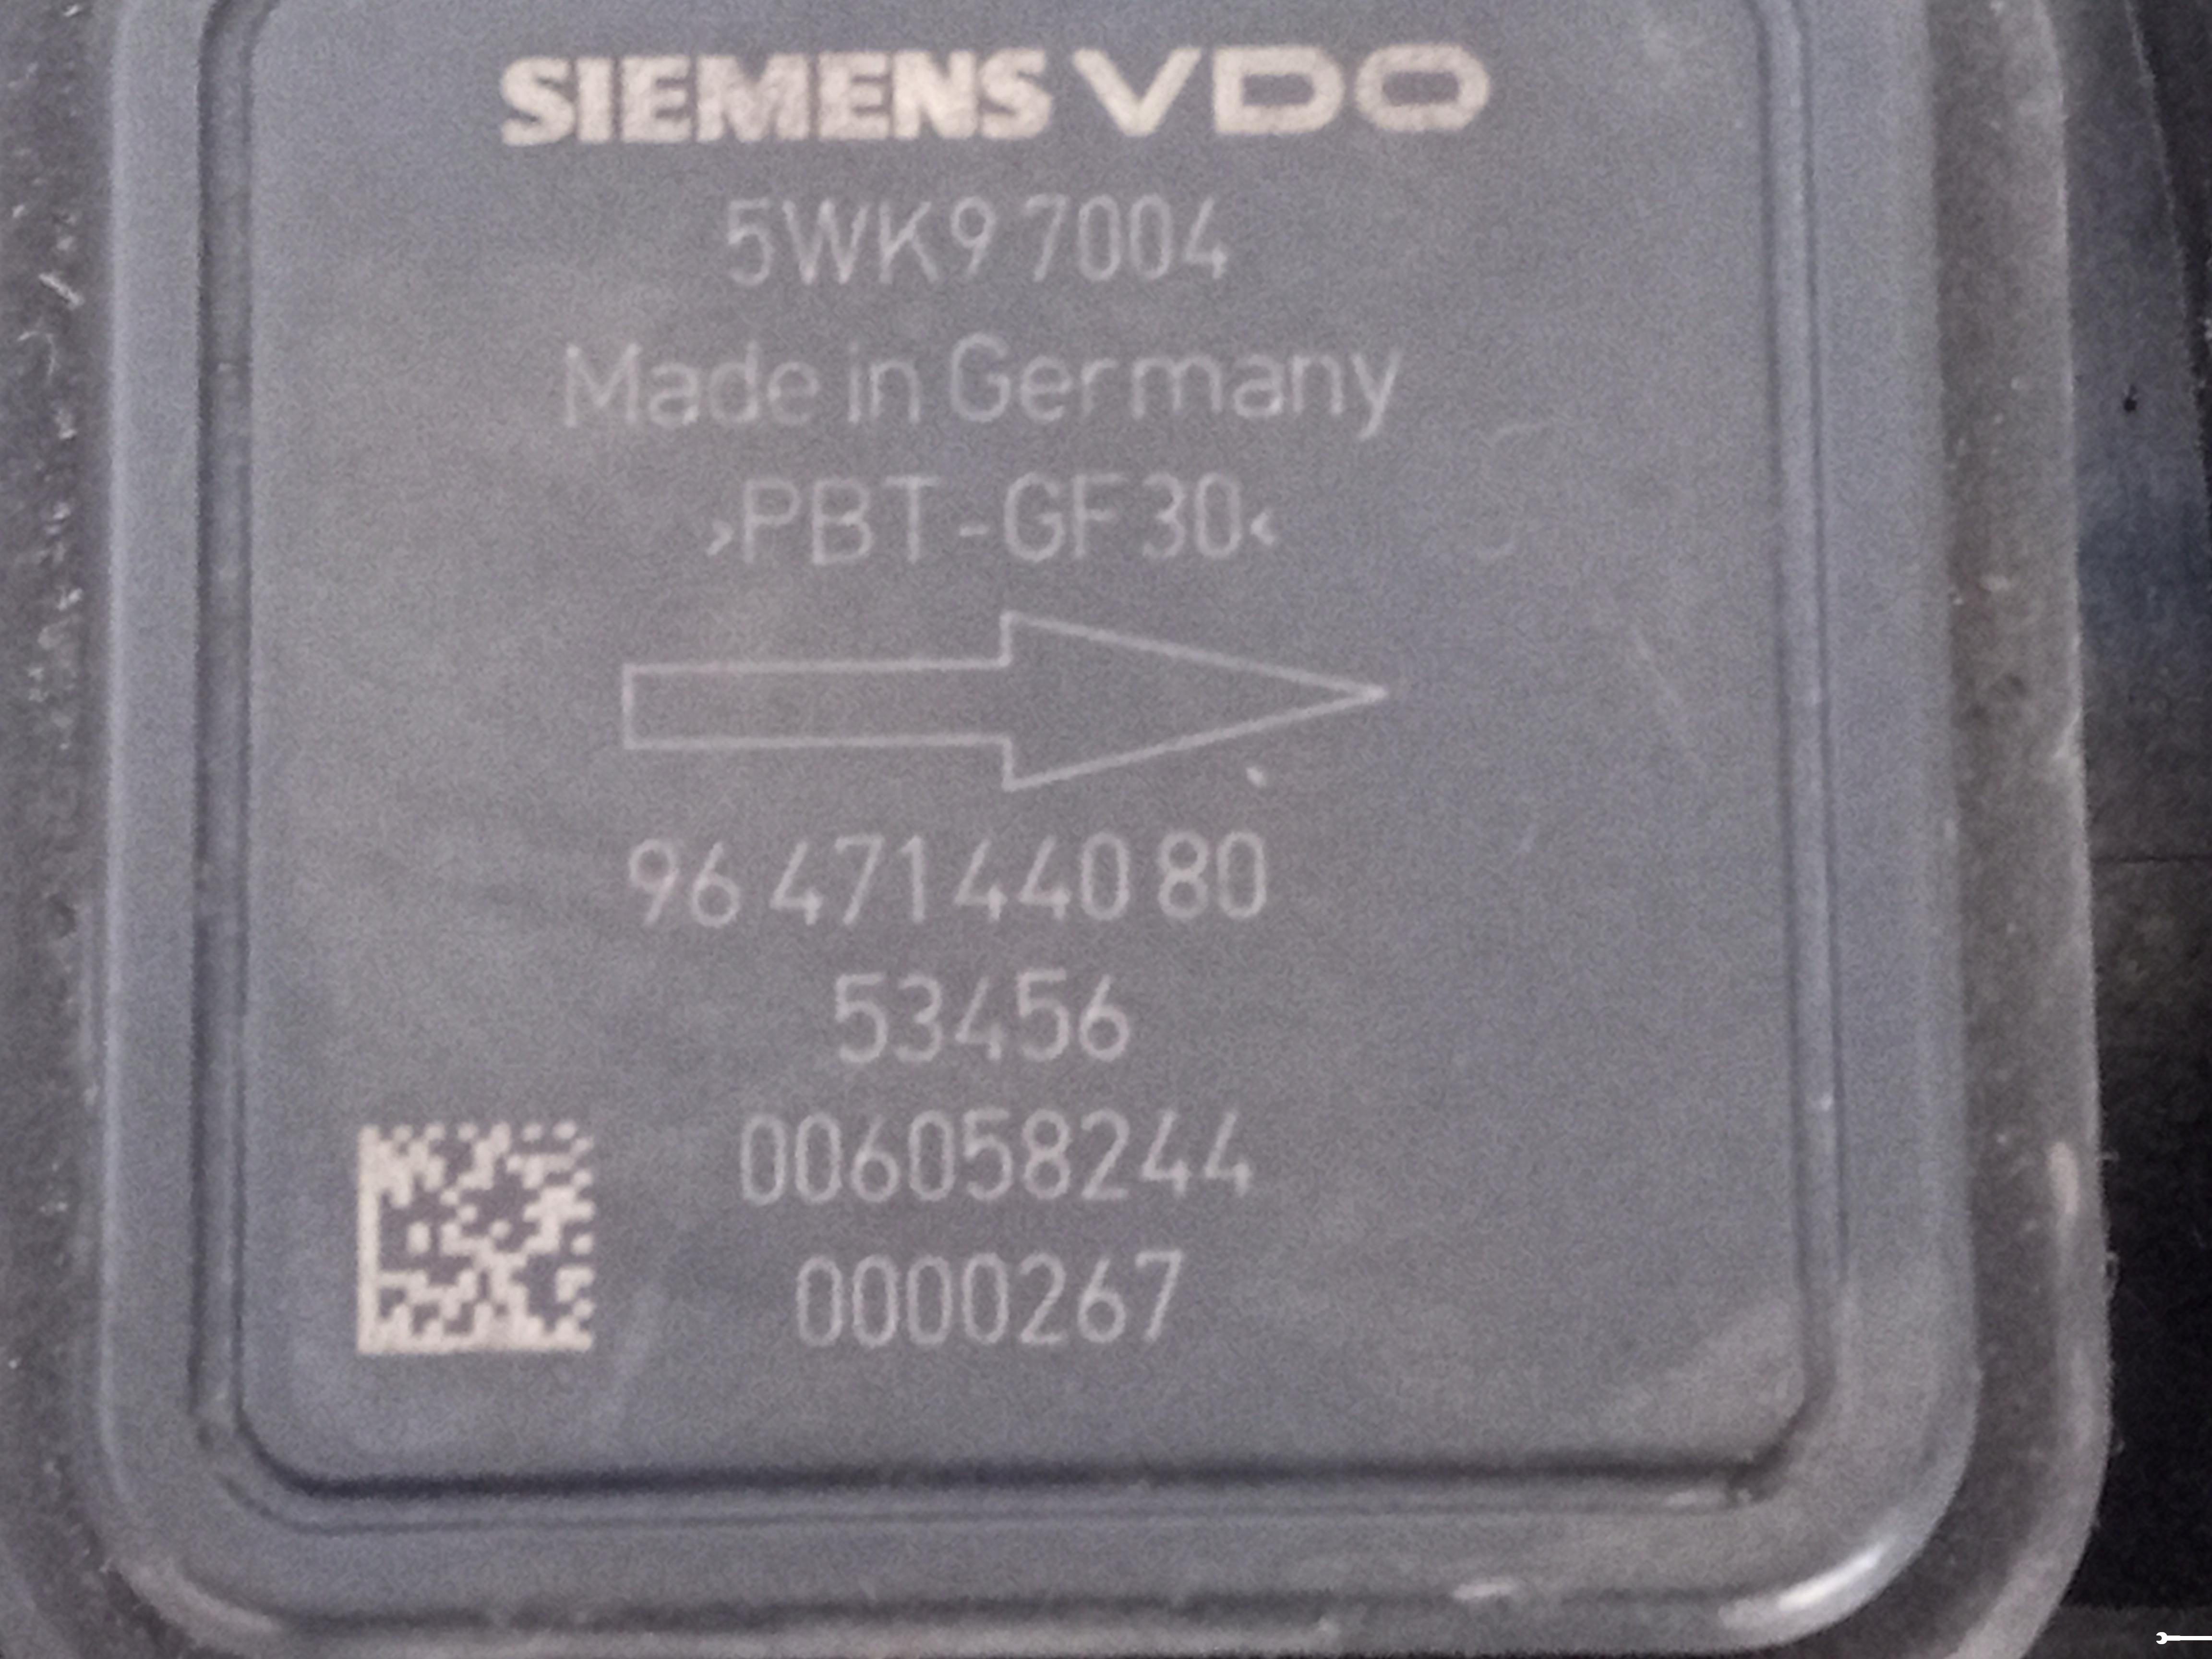 SIEMENS VDO
5WK9 7004
Made in Germany
›PBT-GF30‹
96 471440 80
53456
006058244
0000267